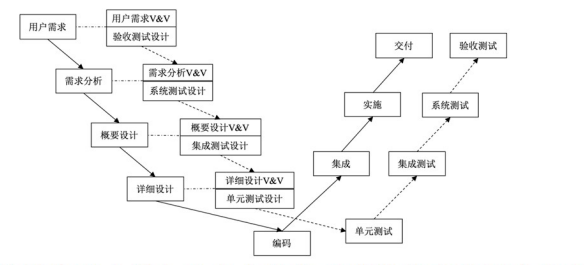 用户需求
用户需求V&V
验收测试设计
需求分析
需求分析V&V
系统测试设计
概要设计
概要设计V&V
集成测试设计
详细设计
详细设计V&V
单元测试设计
编码
集成
实施
交付
单元测试
集成测试
系统测试
验收测试